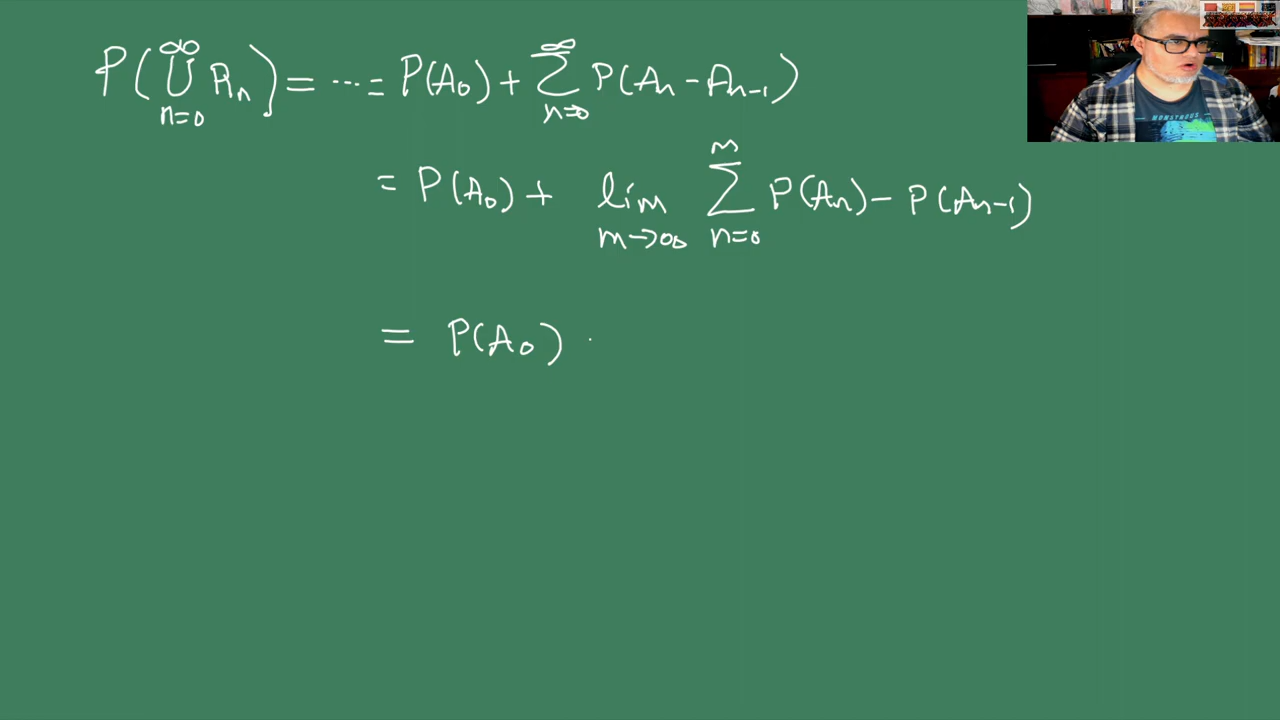 P(∪_{n=0}^{∞} A_n) = ... = P(A_0) + ∑_{n=0}^{∞} P(A_n - A_{n-1})
= P(A_0) + lim_{m→∞} ∑_{n=0}^{m} P(A_n) - P(A_{n-1})
= P(A_0)